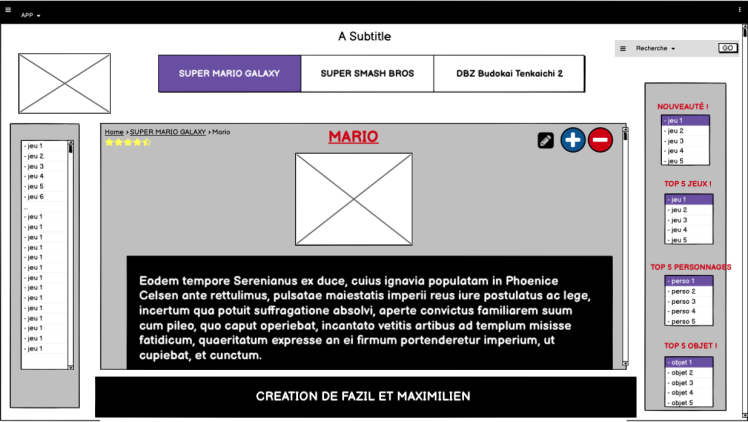 APP
A Subtitle
Recherche
GO
SUPER MARIO GALAXY
SUPER SMASH BROS
DBZ Budokai Tenkaichi 2
- jeu 1
- jeu 2
- jeu 3
- jeu 4
- jeu 5
- jeu 6
...
- jeu 1
- jeu 1
- jeu 1
- jeu 1
- jeu 1
- jeu 1
- jeu 1
- jeu 1
- jeu 1
- jeu 1
- jeu 1
- jeu 1
- jeu 1
- jeu 1
Home > SUPER MARIO GALAXY > Mario
MARIO
Eodem tempore Serenianus ex duce, cuius ignavia populatam in Phoenice
Celsen ante rettulimus, pulsatae maiestatis imperii reus iure postulatus ac lege,
incertum qua potuit suffragatione absolvi, aperte convictus familiarem suum
cum pileo, quo caput operiebat, incantato vetitis artibus ad templum misisse
fatidicum, quaeritatum expresse an ei firmum portenderetur imperium, ut
cupiebat, et cunctum.
NOUVEAUTÉ !
- jeu 1
- jeu 2
- jeu 3
- jeu 4
- jeu 5
TOP 5 JEUX !
- jeu 1
- jeu 2
- jeu 3
- jeu 4
- jeu 5
TOP 5 PERSONNAGES
- perso 1
- perso 2
- perso 3
- perso 4
- perso 5
TOP 5 OBJET !
- objet 1
- objet 2
- objet 3
- objet 4
- objet 5
CREATION DE FAZIL ET MAXIMILIEN